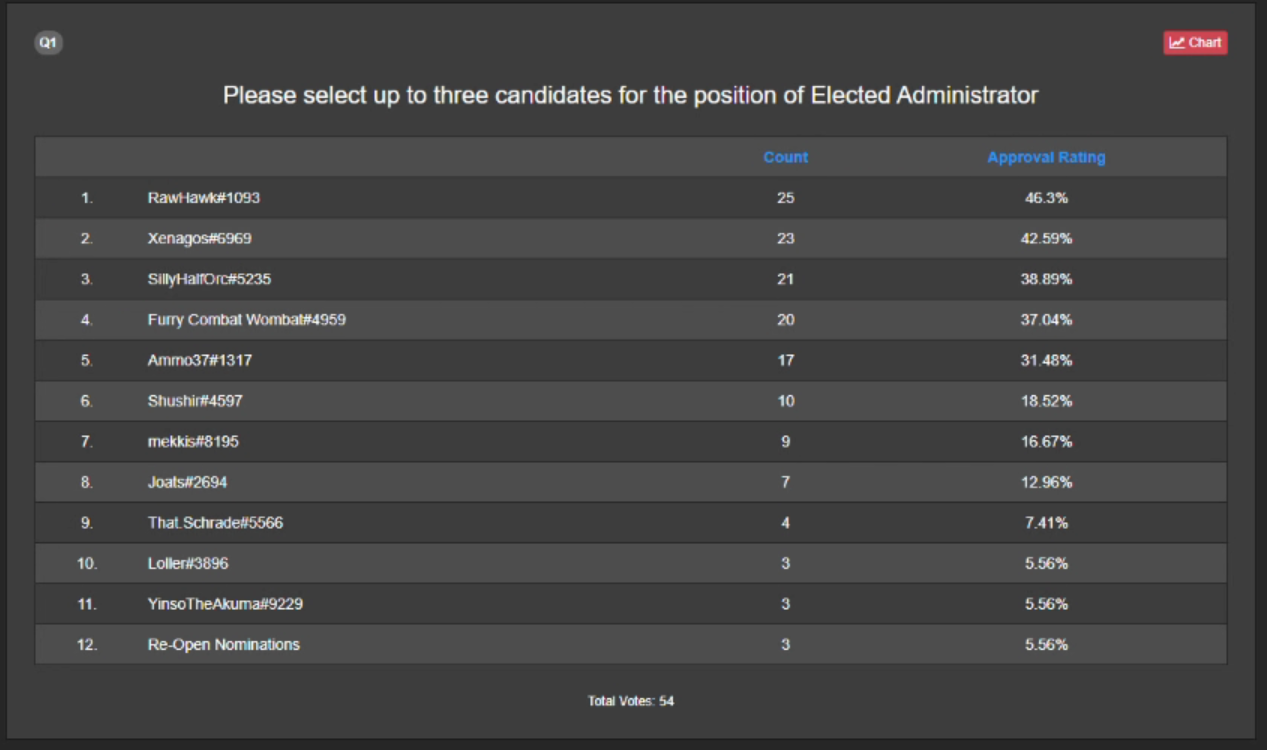 Q1
Chart
Please select up to three candidates for the position of Elected Administrator
Count Approval Rating
1. RawHawk#1093 25 46.3%
2. Xenagos#6969 23 42.59%
3. SillyHalfOrc#5235 21 38.89%
4. Furry Combat Wombat#4959 20 37.04%
5. Ammo37#1317 17 31.48%
6. Shushir#4597 10 18.52%
7. mekkis#8195 9 16.67%
8. Joats#2694 7 12.96%
9. That.Schrade#5566 4 7.41%
10. Loller#3896 3 5.56%
11. YinsoTheAkuma#9229 3 5.56%
12. Re-Open Nominations 3 5.56%
Total Votes: 54